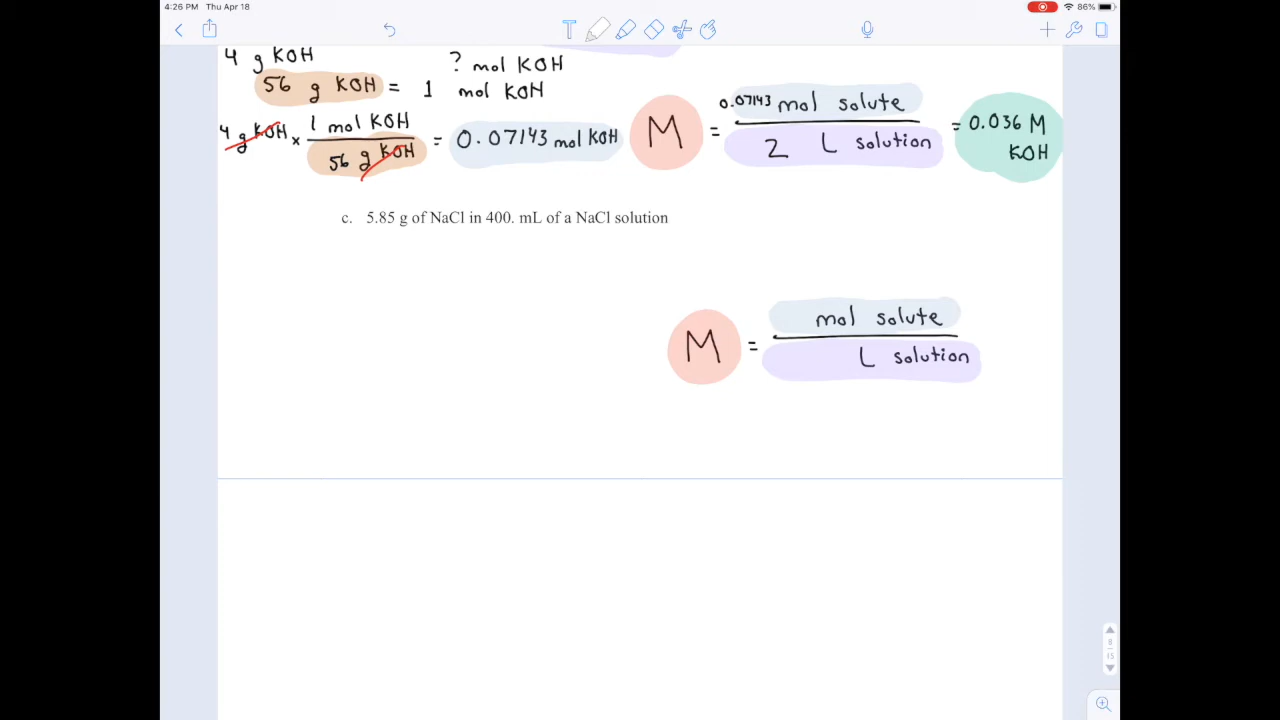 4:26 PM Thu Apr 18
86%
T
4 g KOH
? mol KOH
56 g KOH = 1 mol KOH
4 g KOH × 1 mol KOH
56 g KOH
= 0.07143 mol KOH
M = 0.07143 mol solute
2 L solution
= 0.036 M
KOH
c. 5.85 g of NaCl in 400. mL of a NaCl solution
M = mol solute
L solution
8
15